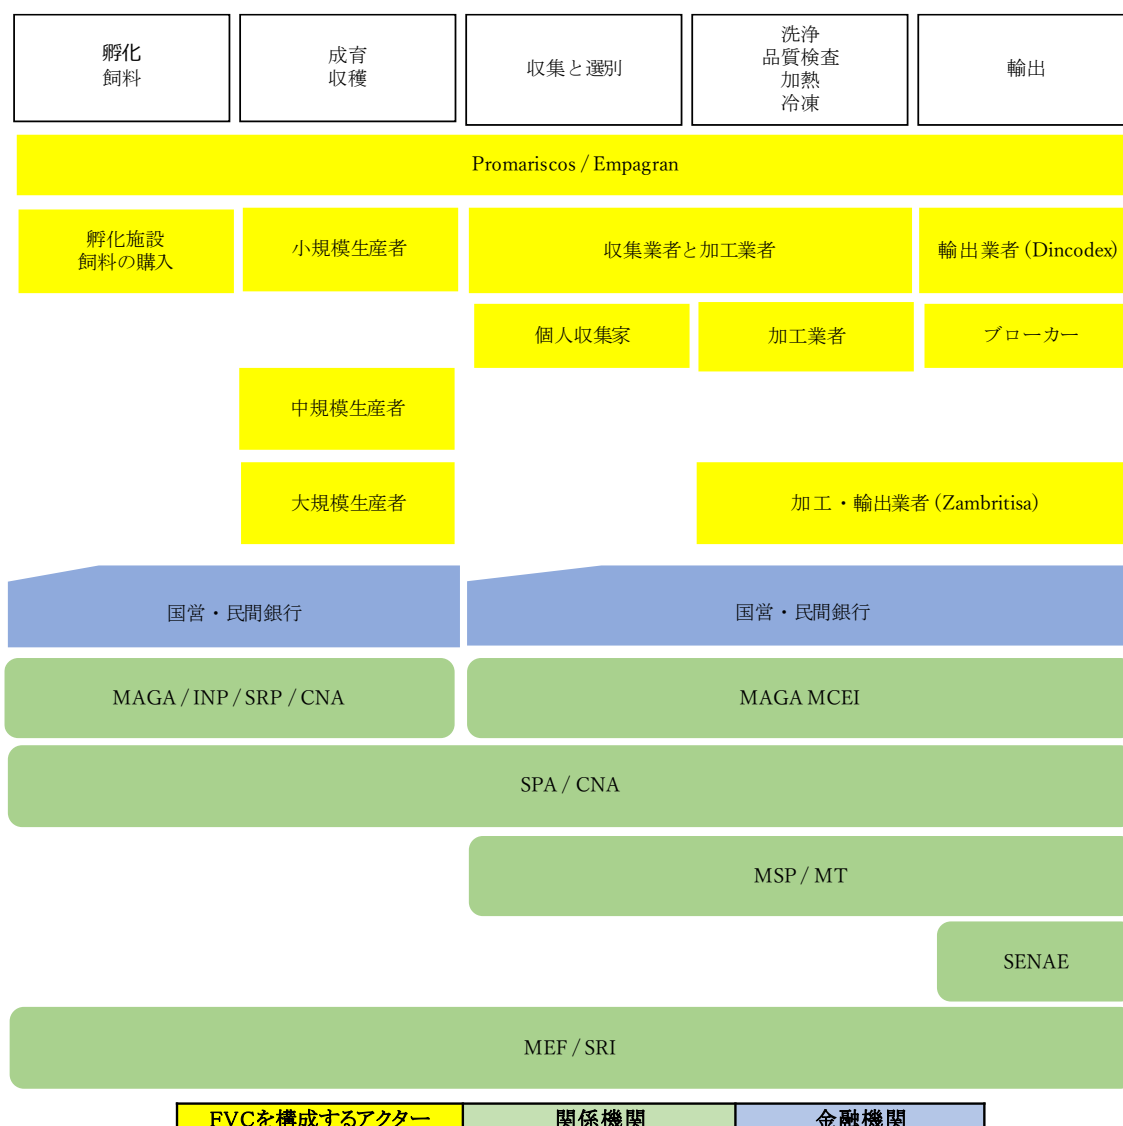 孵化
飼料
成育
収穫
収集と選別
洗浄
品質検査
加熱
冷凍
輸出
Promariscos / Empagran
孵化施設
飼料の購入
小規模生産者
収集業者と加工業者
輸出業者 (Dincodex)
個人収集家
加工業者
ブローカー
中規模生産者
大規模生産者
加工・輸出業者 (Zambritisa)
国営・民間銀行
国営・民間銀行
MAGA / INP / SRP / CNA
MAGA MCEI
SPA / CNA
MSP / MT
SENAE
MEF / SRI
FVCを構成するアクター
関係機関
金融機関